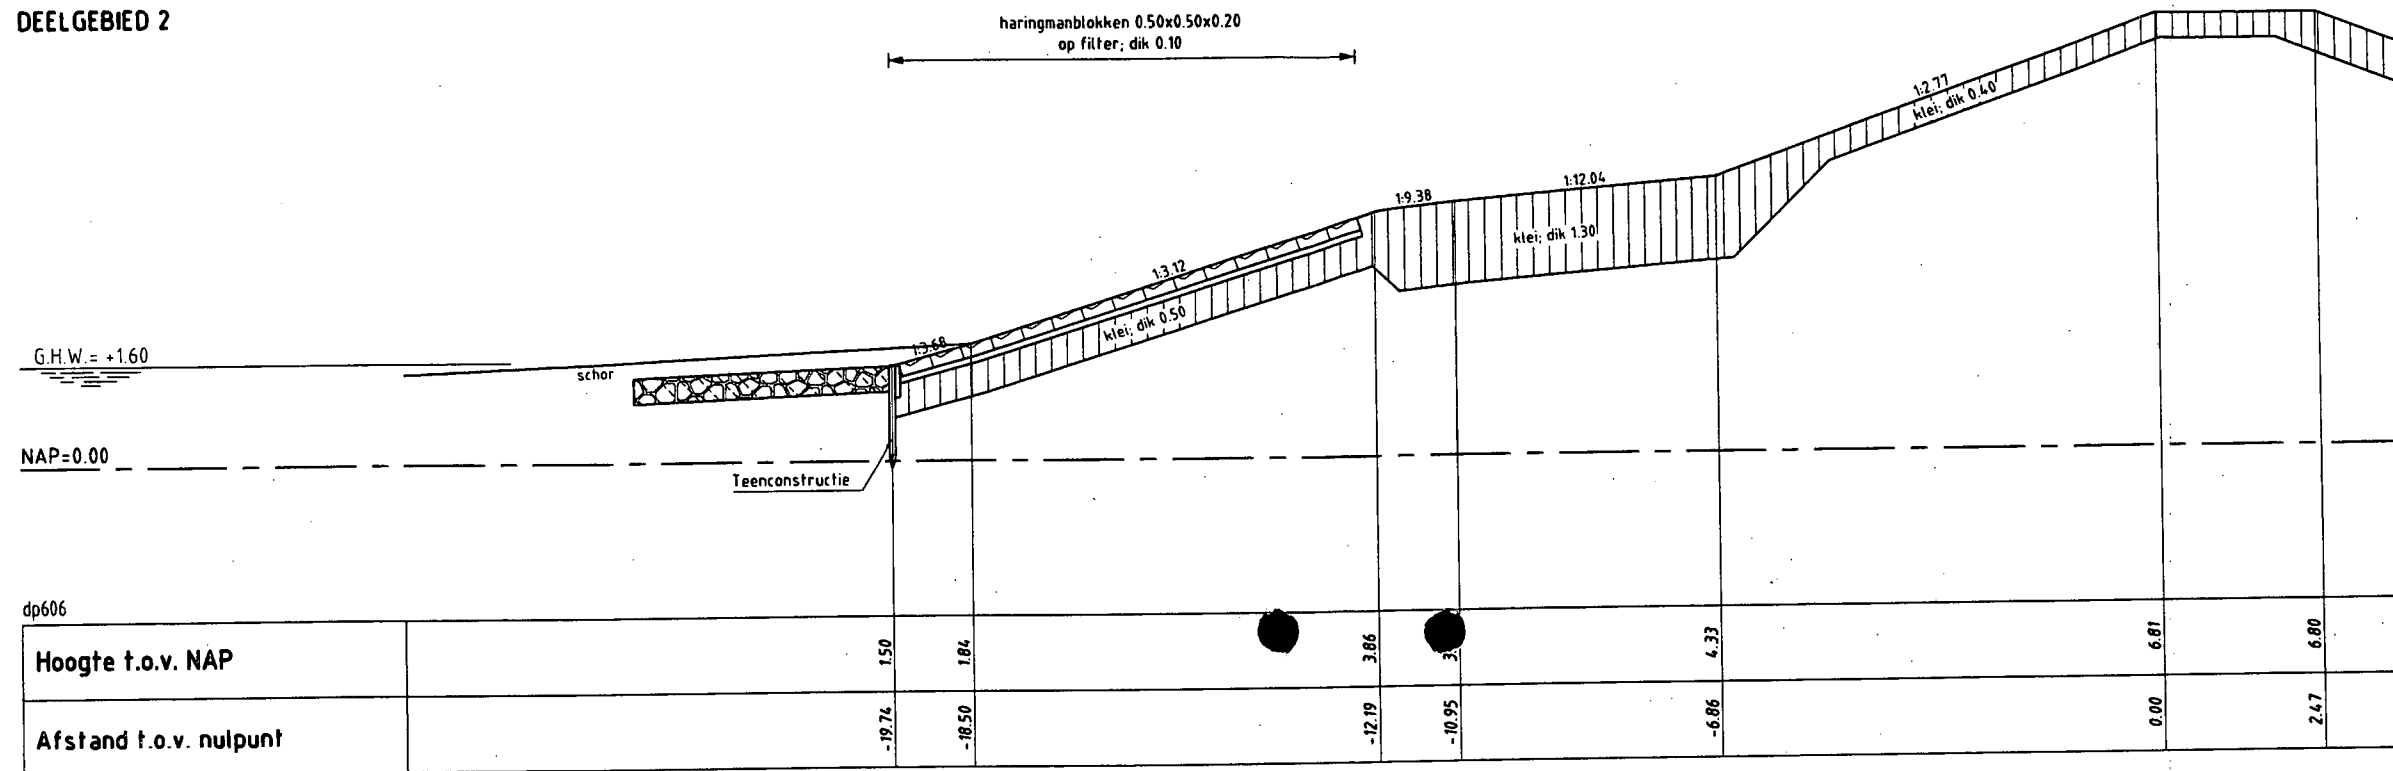 DEELGEBIED 2
haringmanblokken 0.50x0.50x0.20
op filter; dik 0.10
1:2.77
klei; dik 0.40
1:12.04
1:9.38
klei; dik 1.30
1:3.12
klei; dik 0.50
1:3.68
G.H.W.= +1.60
schor
NAP=0.00
Teenconstructie
dp606
Hoogte t.o.v. NAP 1.50 1.84 3.86 3. 4.33 6.81 6.80
Afstand t.o.v. nulpunt -19.74 -18.50 -12.19 -10.95 -6.86 0.00 2.47